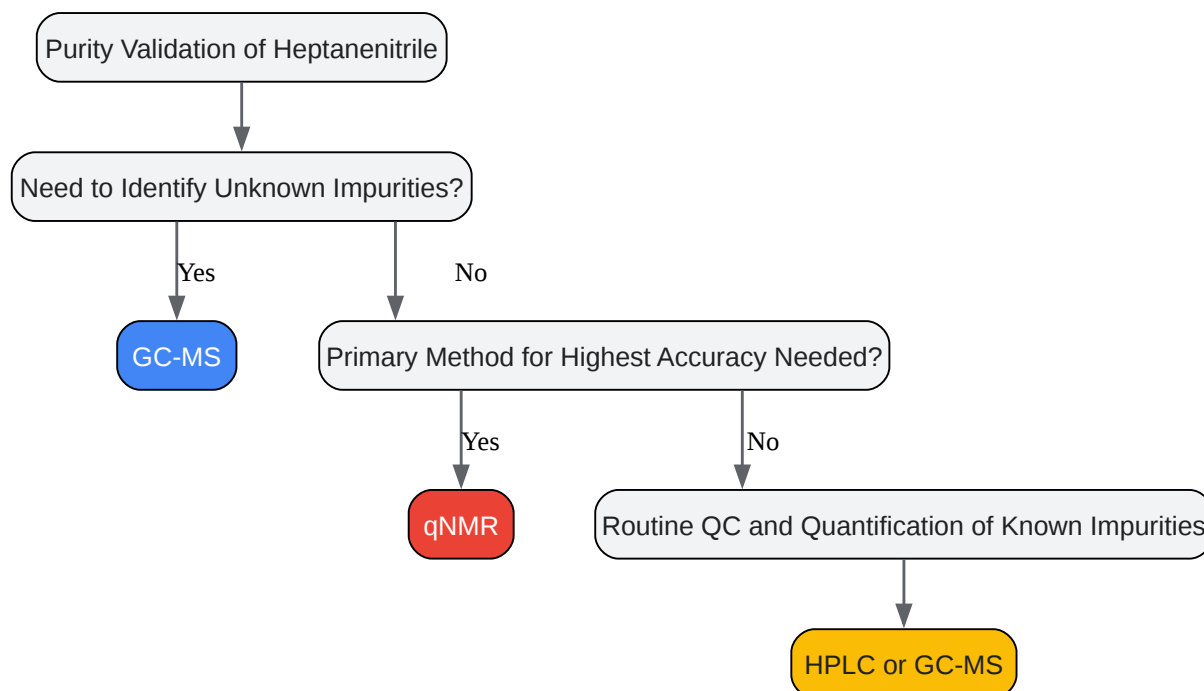 Purity Validation of Heptanenitrile
Need to Identify Unknown Impurities?
Yes
No
GC-MS
Primary Method for Highest Accuracy Needed?
Yes
No
qNMR
Routine QC and Quantification of Known Impurities
HPLC or GC-MS